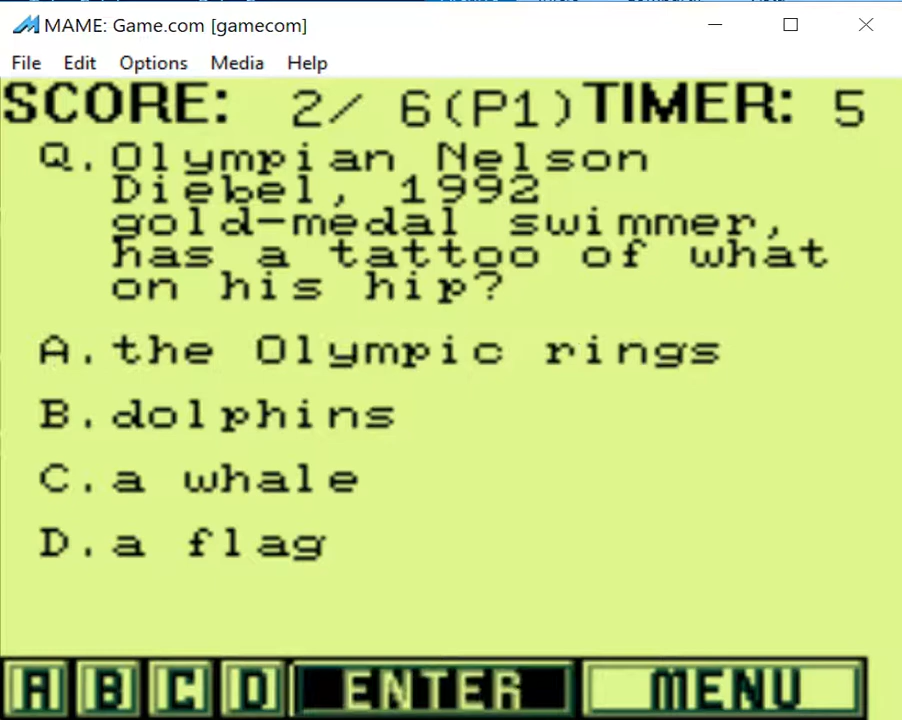 MAME: Game.com [gamecom]
File Edit Options Media Help
SCORE: 2/ 6(P1)TIMER: 5
Q.Olympian Nelson
Diebel, 1992
gold-medal swimmer,
has a tattoo of what
on his hip?
A.the Olympic rings
B.dolphins
C.a whale
D.a flag
A B C D ENTER MENU